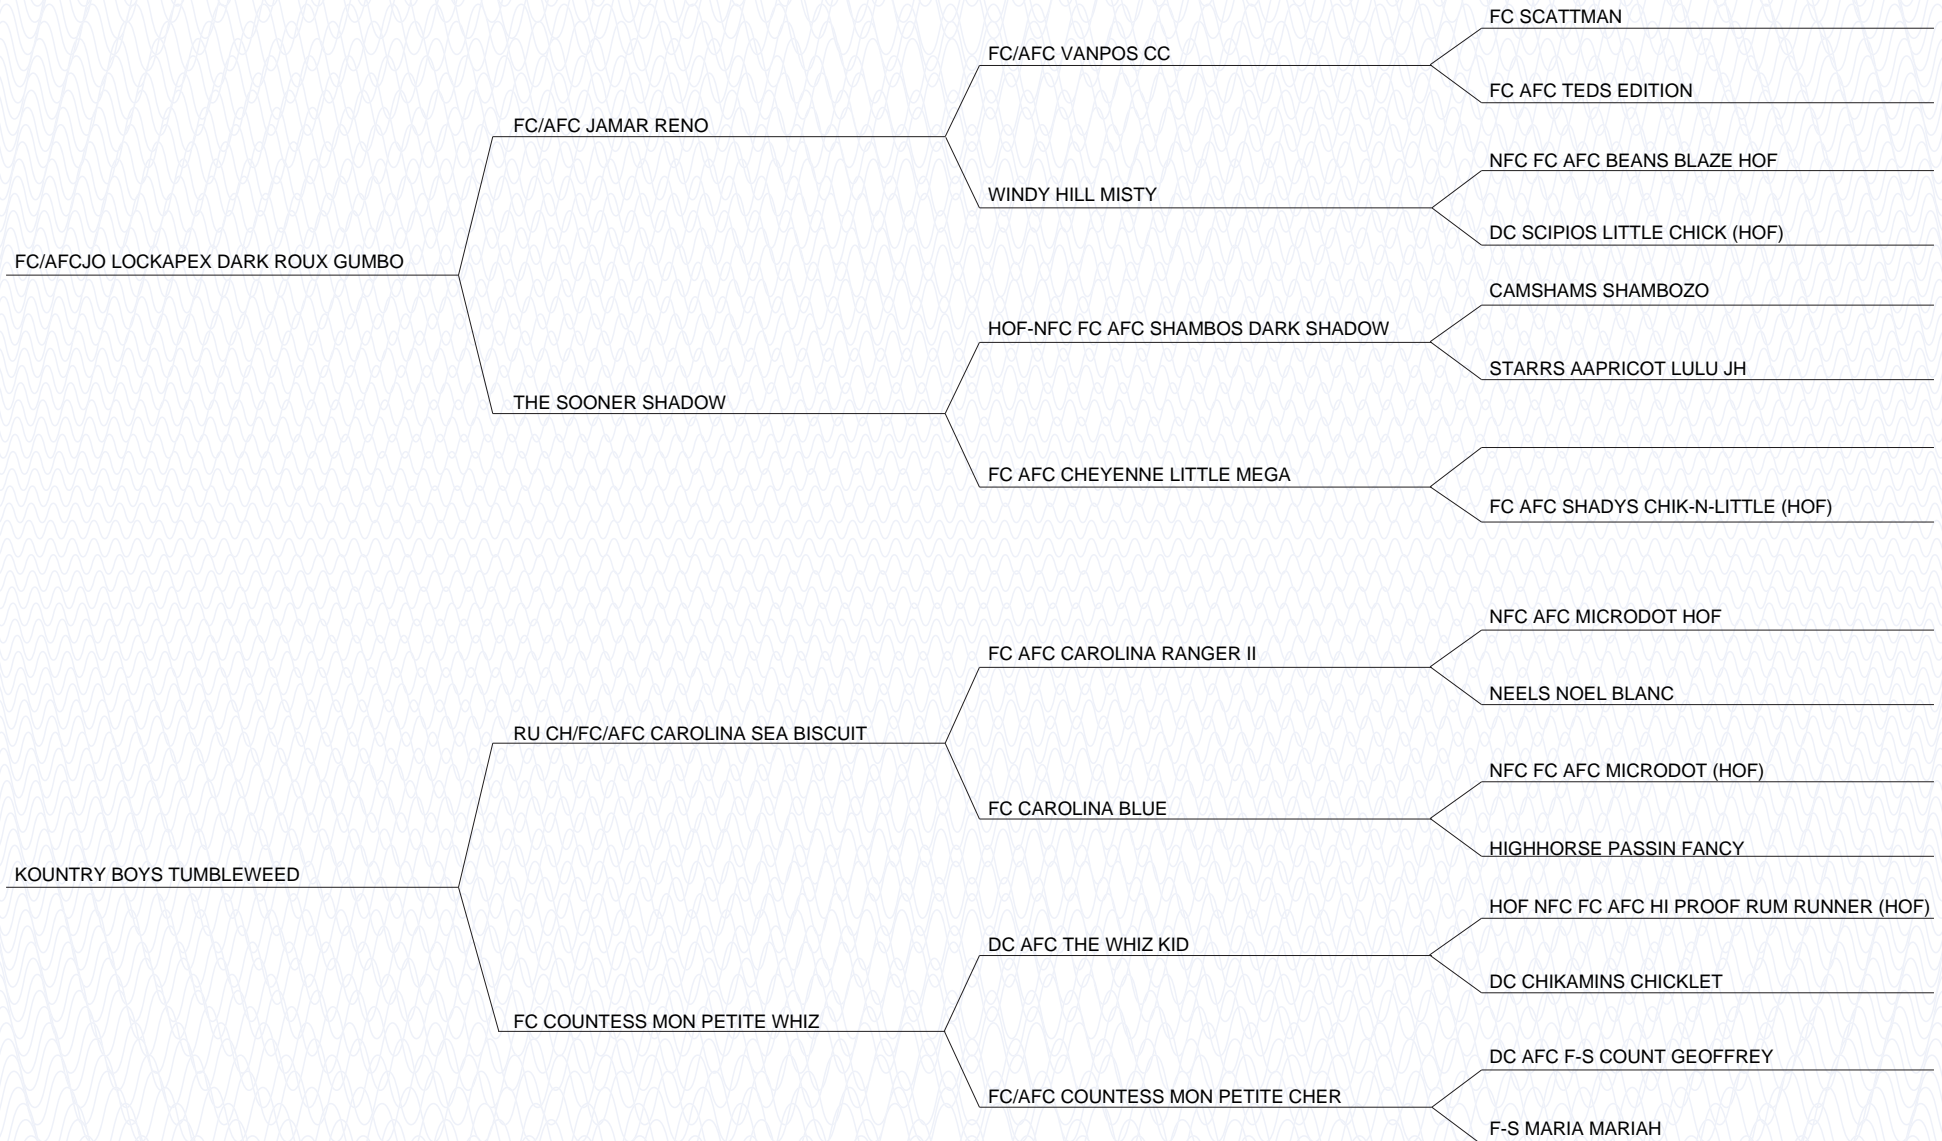 FC SCATTMAN
FC/AFC VANPOS CC
FC AFC TEDS EDITION
FC/AFC JAMAR RENO
NFC FC AFC BEANS BLAZE HOF
WINDY HILL MISTY
DC SCIPIOS LITTLE CHICK (HOF)
FC/AFCJO LOCKAPEX DARK ROUX GUMBO
CAMSHAMS SHAMBOZO
HOF-NFC FC AFC SHAMBOS DARK SHADOW
STARRS AAPRICOT LULU JH
THE SOONER SHADOW
FC AFC CHEYENNE LITTLE MEGA
FC AFC SHADYS CHIK-N-LITTLE (HOF)
NFC AFC MICRODOT HOF
FC AFC CAROLINA RANGER II
NEELS NOEL BLANC
RU CH/FC/AFC CAROLINA SEA BISCUIT
NFC FC AFC MICRODOT (HOF)
FC CAROLINA BLUE
HIGHHORSE PASSIN FANCY
KOUNTRY BOYS TUMBLEWEED
HOF NFC FC AFC HI PROOF RUM RUNNER (HOF)
DC AFC THE WHIZ KID
DC CHIKAMINS CHICKLET
FC COUNTESS MON PETITE WHIZ
DC AFC F-S COUNT GEOFFREY
FC/AFC COUNTESS MON PETITE CHER
F-S MARIA MARIAH